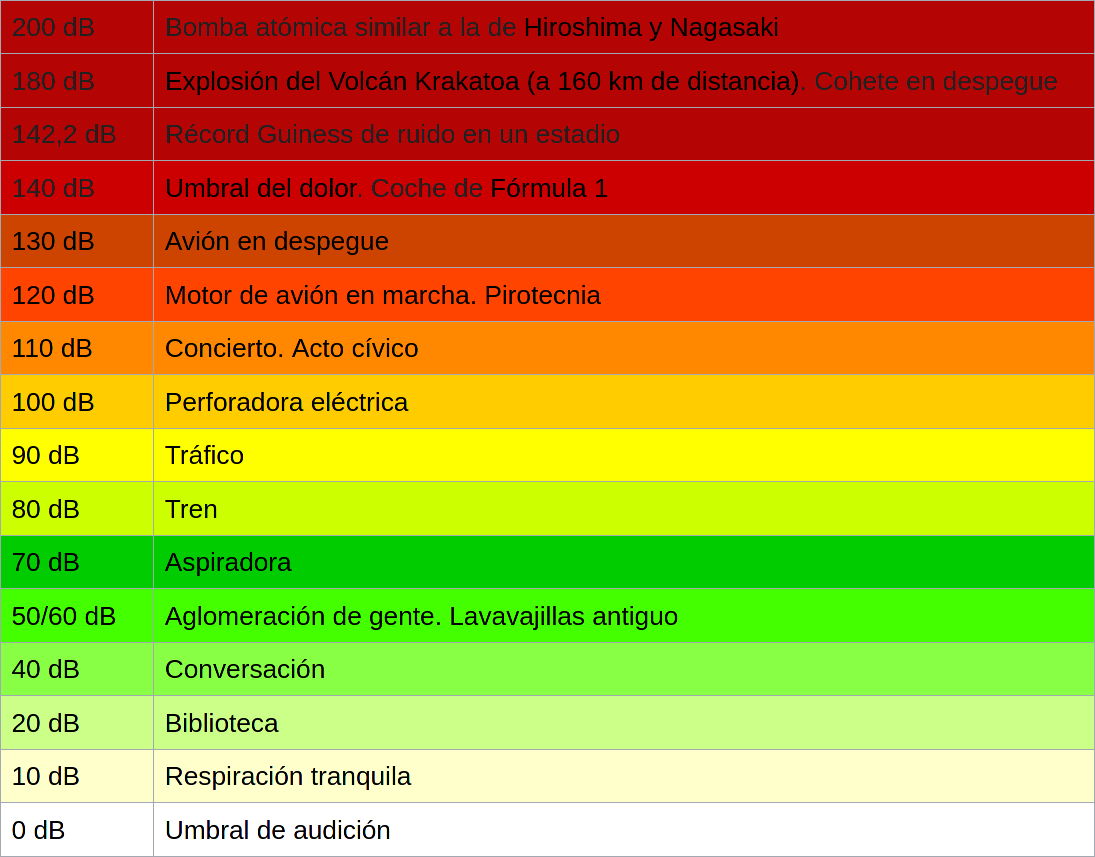 200 dB Bomba atómica similar a la de Hiroshima y Nagasaki
180 dB Explosión del Volcán Krakatoa (a 160 km de distancia). Cohete en despegue
142,2 dB Récord Guiness de ruido en un estadio
140 dB Umbral del dolor. Coche de Fórmula 1
130 dB Avión en despegue
120 dB Motor de avión en marcha. Pirotecnia
110 dB Concierto. Acto cívico
100 dB Perforadora eléctrica
90 dB Tráfico
80 dB Tren
70 dB Aspiradora
50/60 dB Aglomeración de gente. Lavavajillas antiguo
40 dB Conversación
20 dB Biblioteca
10 dB Respiración tranquila
0 dB Umbral de audición